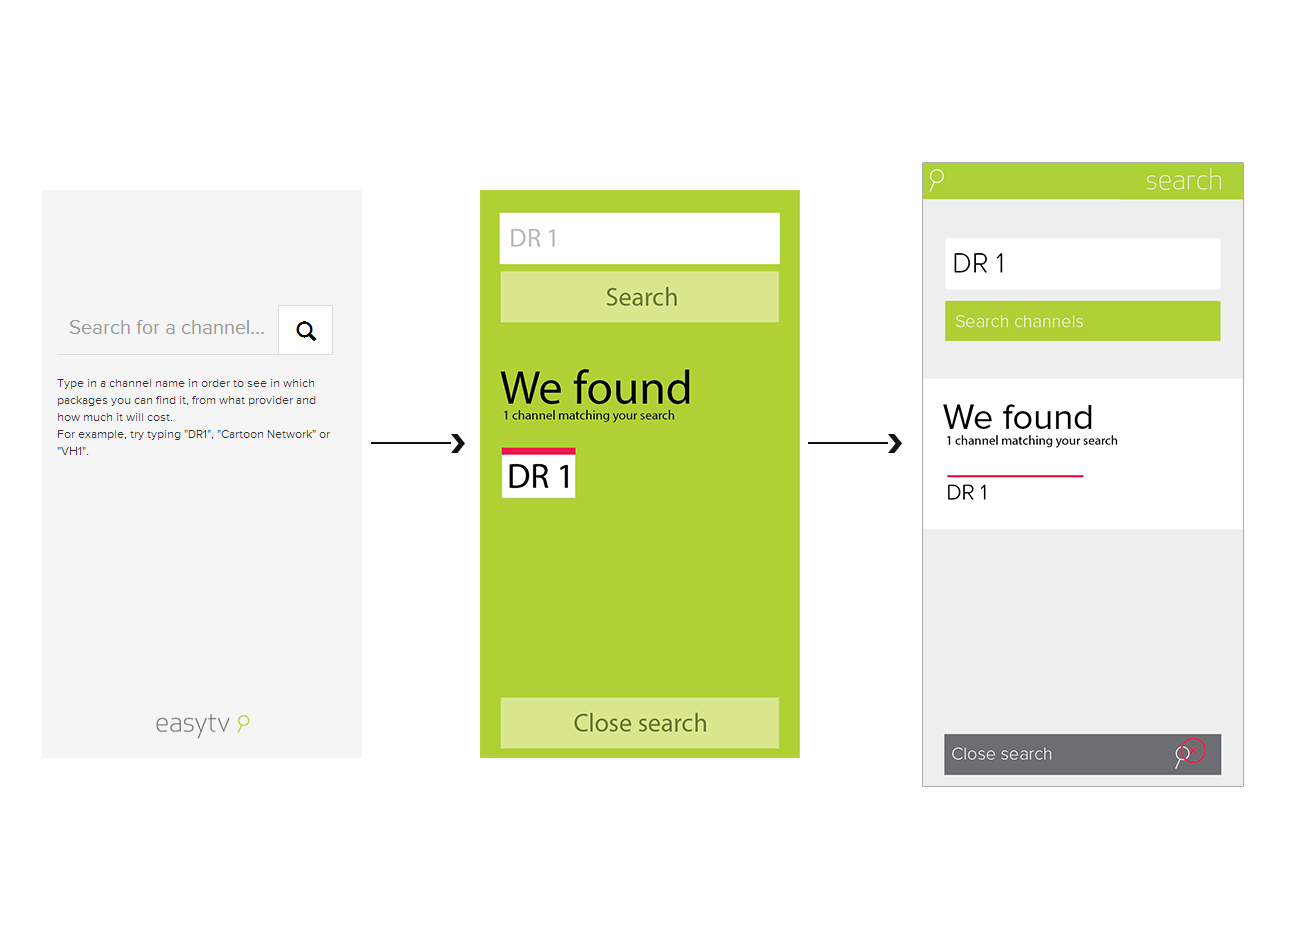 Search for a channel...
Type in a channel name in order to see in which
packages you can find it, from what provider and
how much it will cost.
For example, try typing "DR1", "Cartoon Network" or
"VH1".
easytv
DR 1
Search
We found
1 channel matching your search
DR 1
Close search
search
DR 1
Search channels
We found
1 channel matching your search
DR 1
Close search